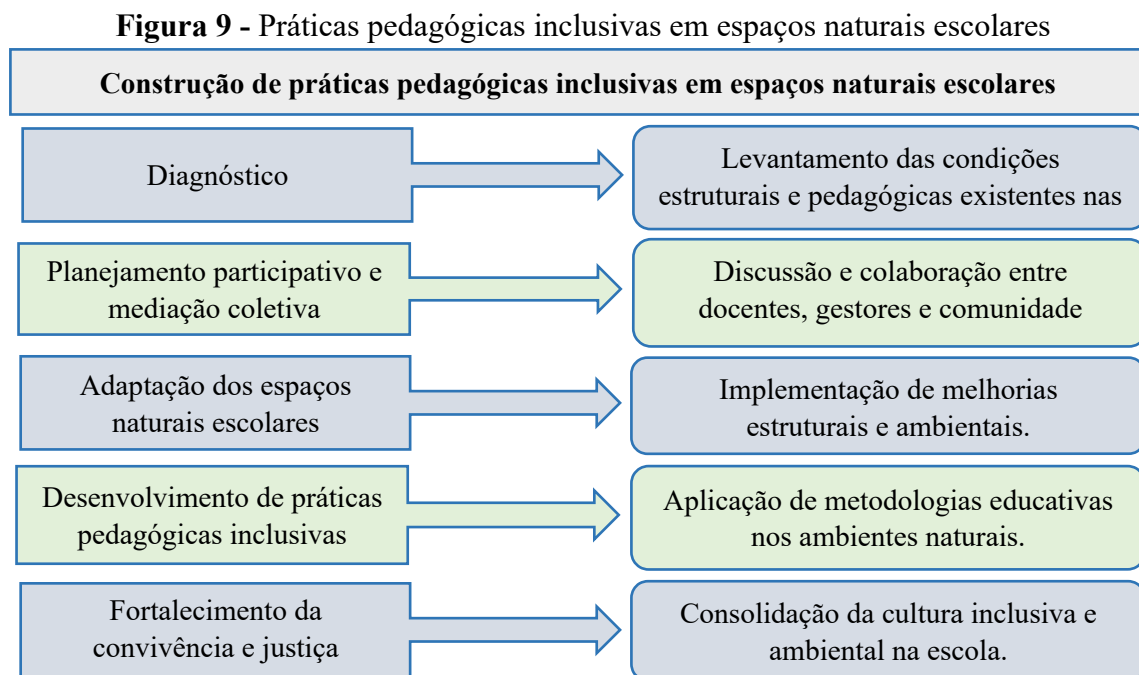 Figura 9 - Práticas pedagógicas inclusivas em espaços naturais escolares
Construção de práticas pedagógicas inclusivas em espaços naturais escolares
Diagnóstico
Levantamento das condições
estruturais e pedagógicas existentes nas
Planejamento participativo e
mediação coletiva
Discussão e colaboração entre
docentes, gestores e comunidade
Adaptação dos espaços
naturais escolares
Implementação de melhorias
estruturais e ambientais.
Desenvolvimento de práticas
pedagógicas inclusivas
Aplicação de metodologias educativas
nos ambientes naturais.
Fortalecimento da
convivência e justiça
Consolidação da cultura inclusiva e
ambiental na escola.